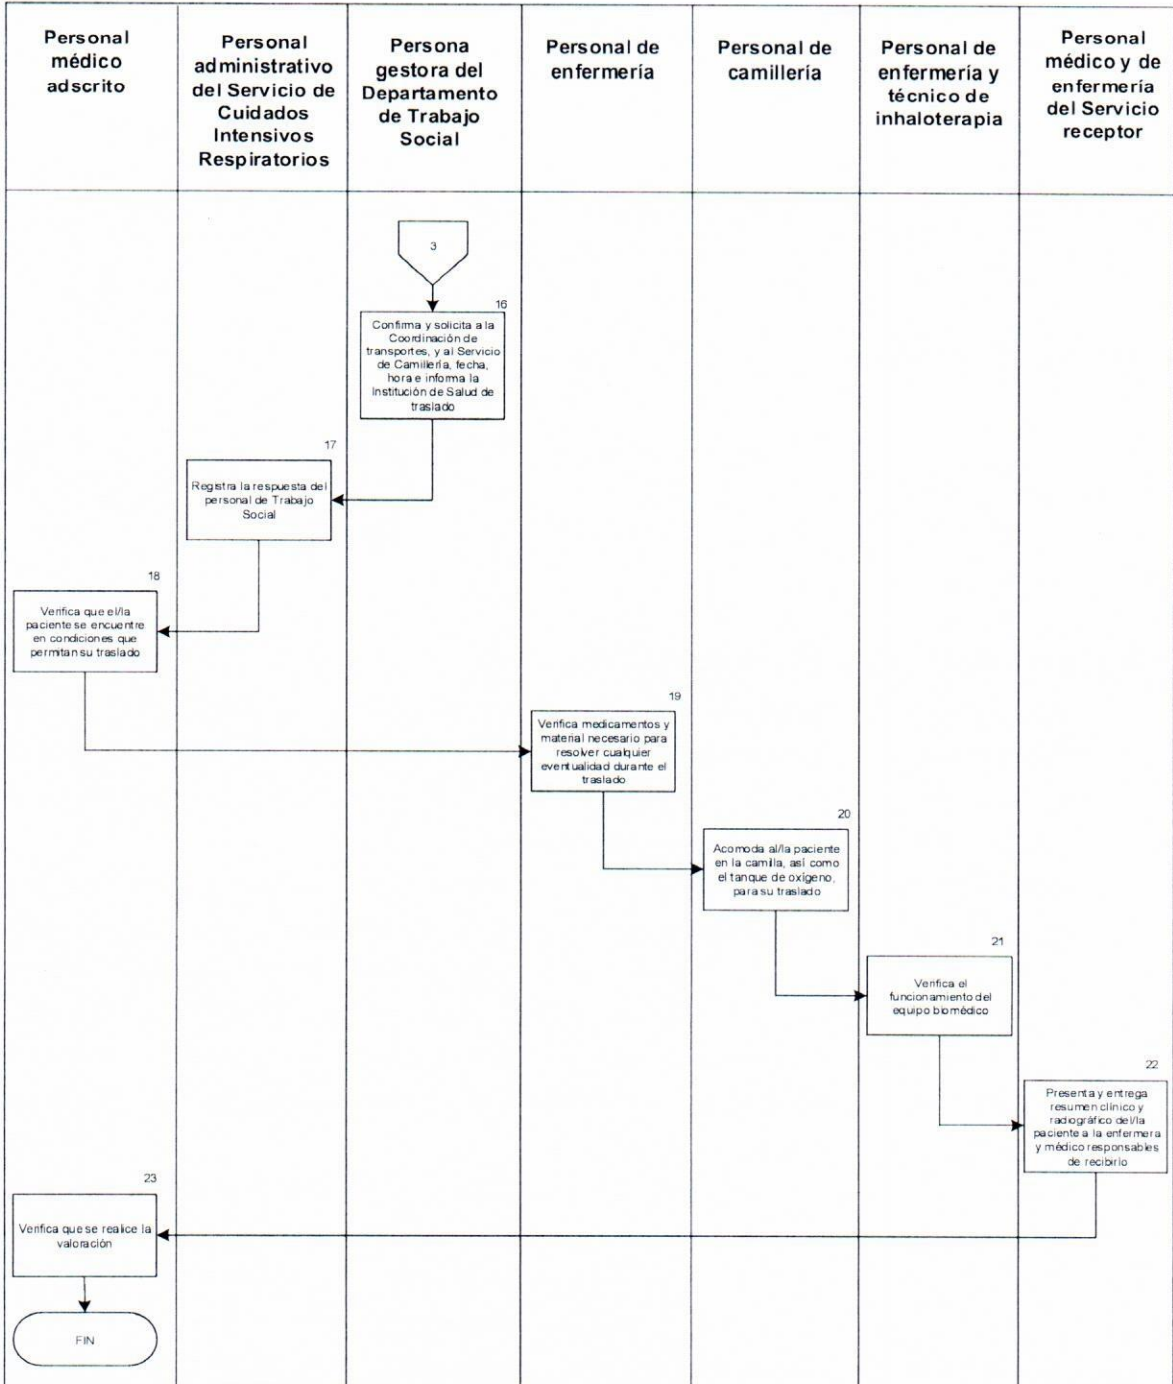 Personal
médico
adscrito
Personal
administrativo
del Servicio de
Cuidados
Intensivos
Respiratorios
Persona
gestora del
Departamento
de Trabajo
Social
Personal de
enfermería
Personal de
camillería
Personal de
enfermería y
técnico de
inhaloterapia
Personal
médico y de
enfermería
del Servicio
receptor
3
16
Confirma y solicita a la
Coordinación de
transportes, y al Servicio
de Camillería, fecha,
hora e informa la
Institución de Salud de
traslado
17
Registra la respuesta del
personal de Trabajo
Social
18
Verifica que el/la
paciente se encuentre
en condiciones que
permitan su traslado
19
Verifica medicamentos y
material necesario para
resolver cualquier
eventualidad durante el
traslado
20
Acomoda al/la paciente
en la camilla, así como
el tanque de oxígeno,
para su traslado
21
Verifica el
funcionamiento del
equipo biomédico
22
Presenta y entrega
resumen clínico y
radiográfico del/la
paciente a la enfermera
y médico responsables
de recibirlo
23
Verifica que se realice la
valoración
FIN